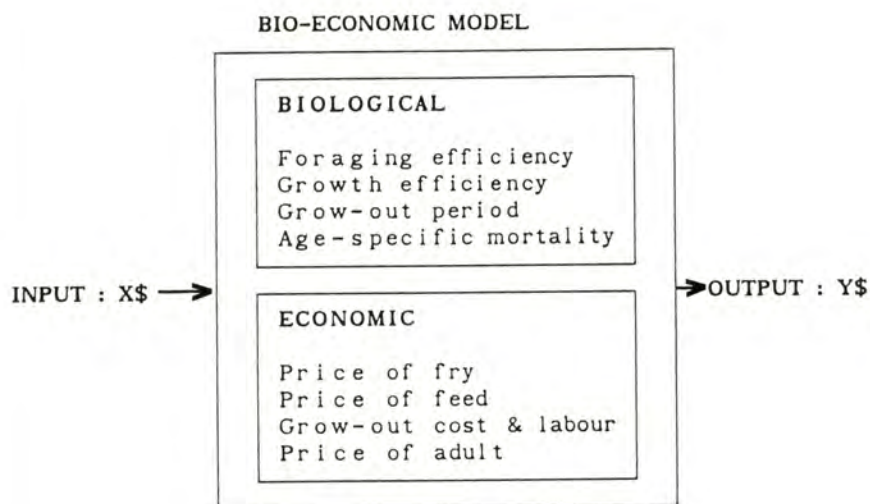 BIO-ECONOMIC MODEL
BIOLOGICAL
Foraging efficiency
Growth efficiency
Grow-out period
Age-specific mortality
INPUT : X$
OUTPUT : Y$
ECONOMIC
Price of fry
Price of feed
Grow-out cost & labour
Price of adult